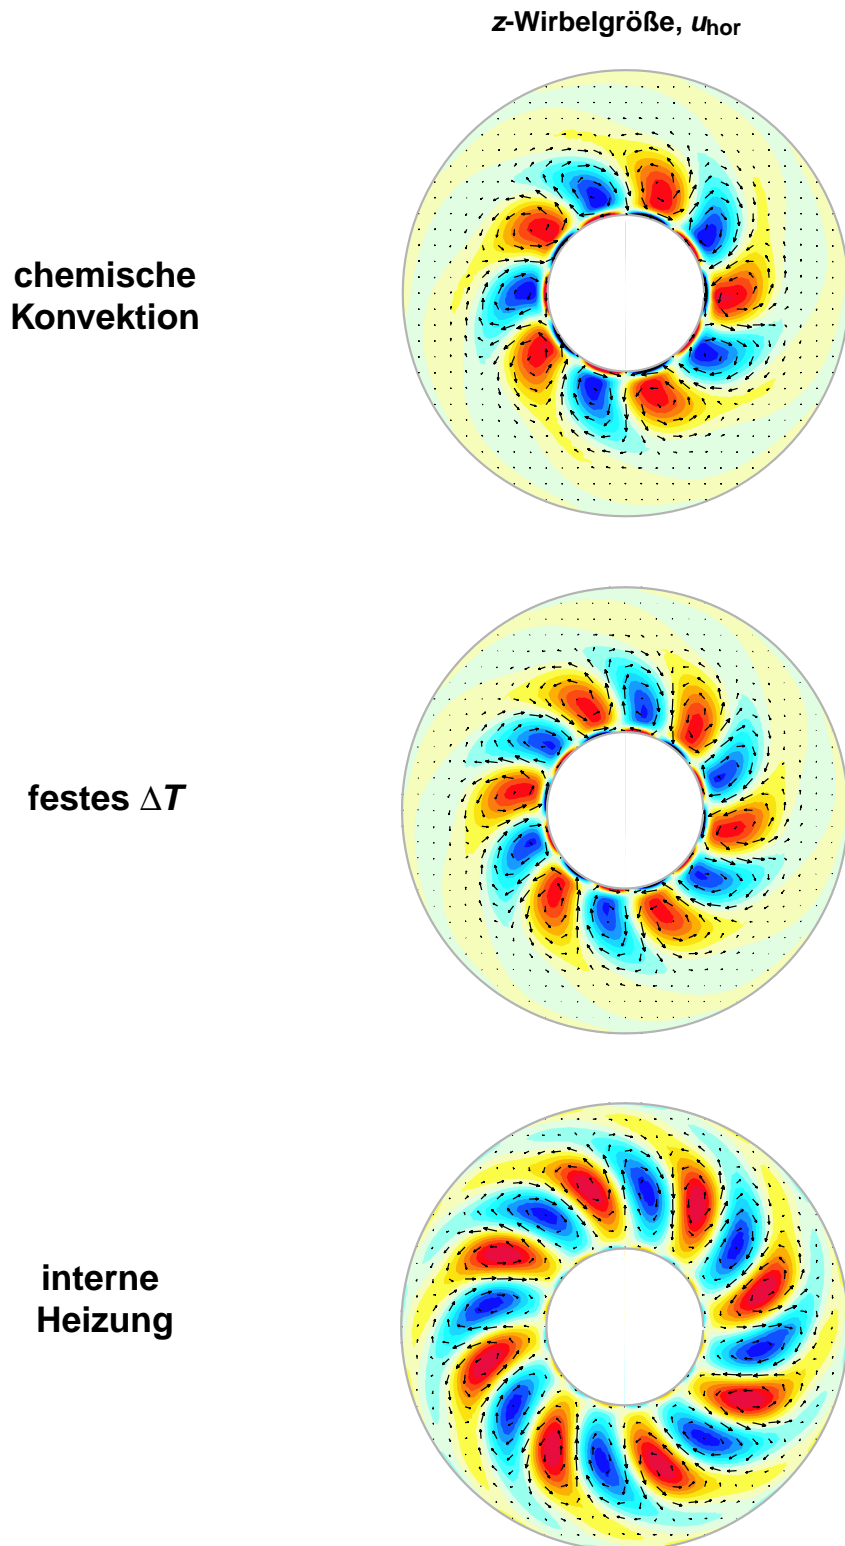 z-Wirbelgröße, uhor
chemische
Konvektion
festes ΔT
interne
Heizung